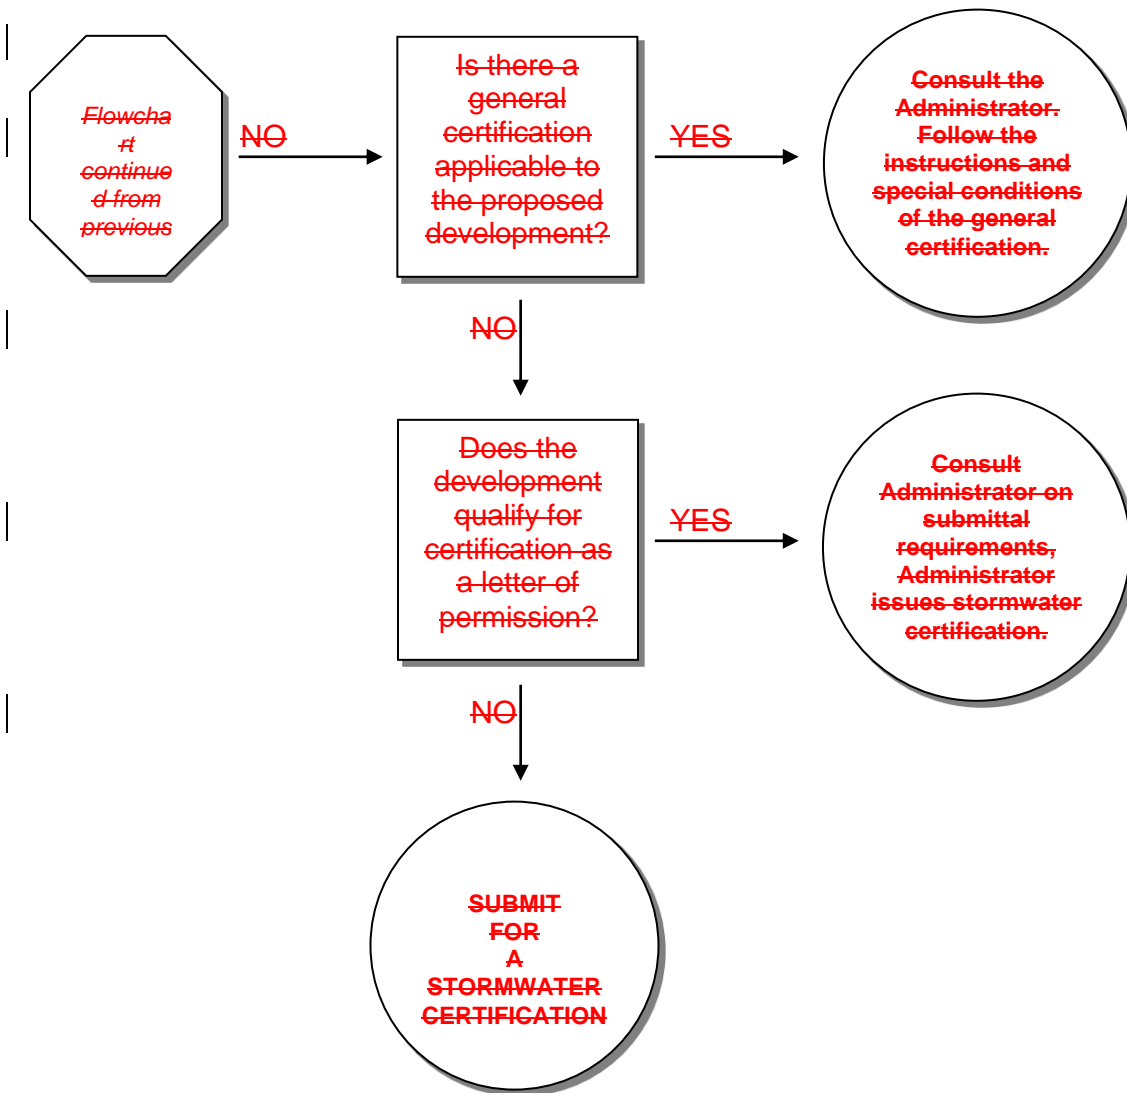 Flowcha
rt
continue
d from
previous
NO
Is there a
general
certification
applicable to
the proposed
development?
YES
Consult the
Administrator.
Follow the
instructions and
special conditions
of the general
certification.
NO
Does the
development
qualify for
certification as
a letter of
permission?
YES
Consult
Administrator on
submittal
requirements,
Administrator
issues stormwater
certification.
NO
SUBMIT
FOR
A
STORMWATER
CERTIFICATION